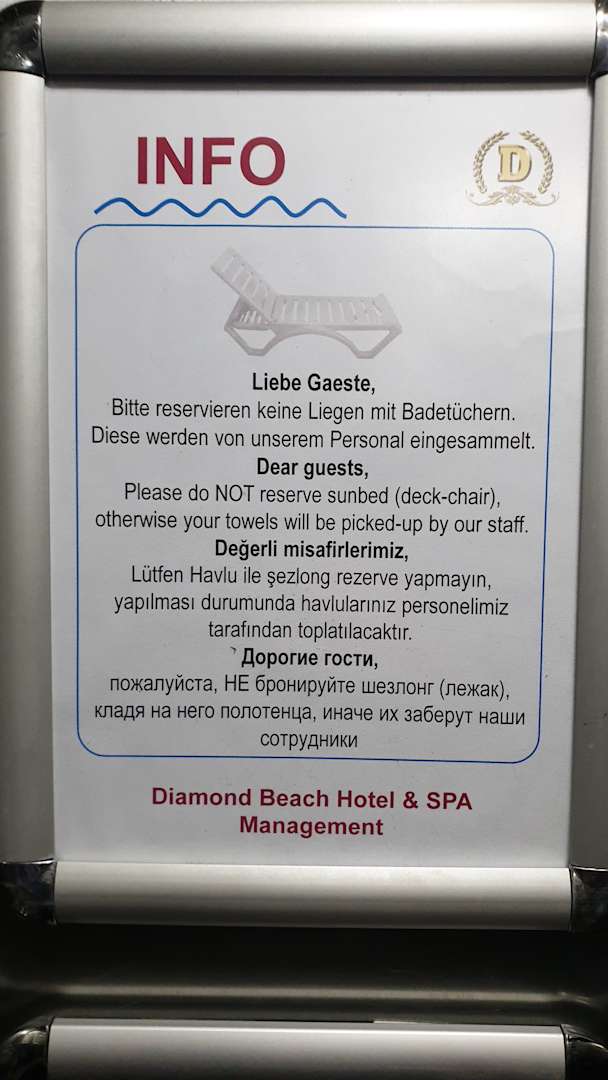 INFO
D
Liebe Gaeste,
Bitte reservieren keine Liegen mit Badetüchern.
Diese werden von unserem Personal eingesammelt.
Dear guests,
Please do NOT reserve sunbed (deck-chair),
otherwise your towels will be picked-up by our staff.
Değerli misafirlerimiz,
Lütfen Havlu ile şezlong rezerve yapmayın,
yapılması durumunda havlularınız personelimiz
tarafından toplatılacaktır.
Дорогие гости,
пожалуйста, НЕ бронируйте шезлонг (лежак),
кладя на него полотенца, иначе их заберут наши
сотрудники
Diamond Beach Hotel & SPA
Management